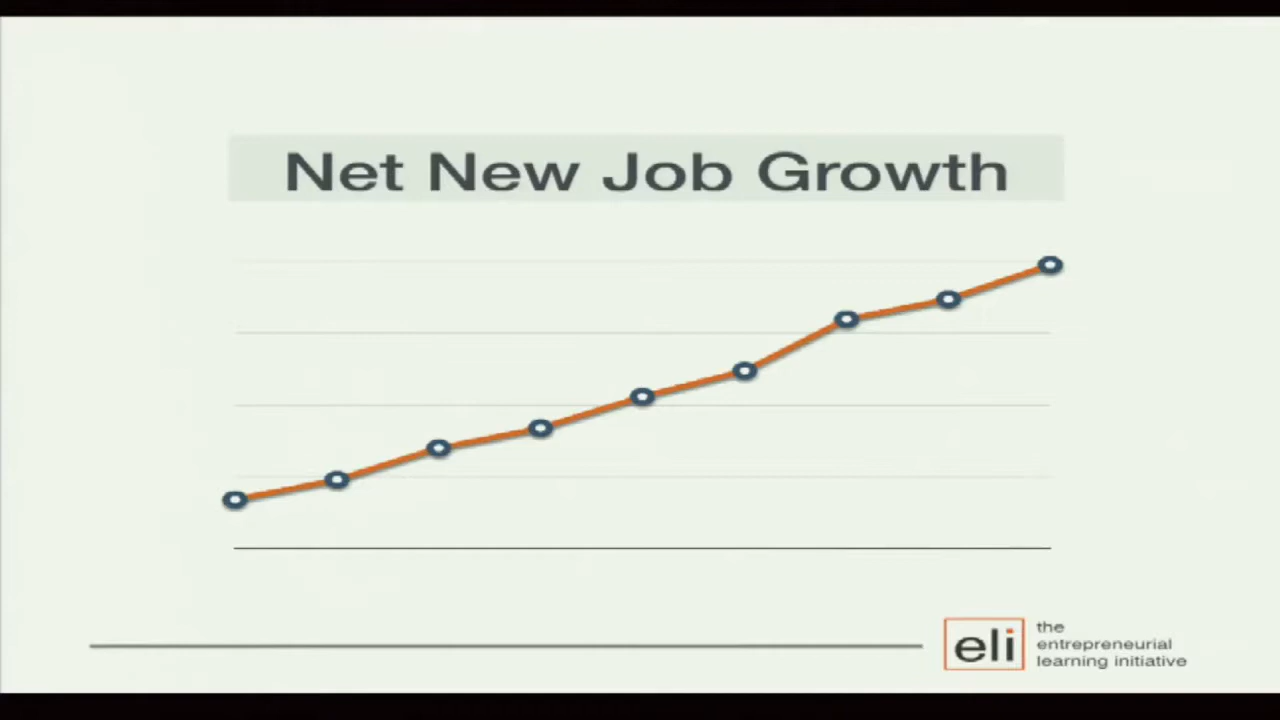 Net New Job Growth
eli
the
entrepreneurial
learning initiative